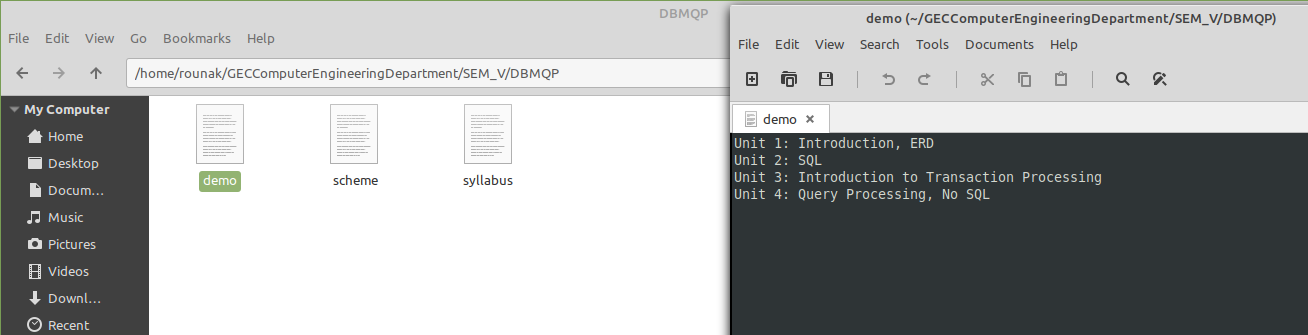 DBMQP
File Edit View Go Bookmarks Help
/home/rounak/GECComputerEngineeringDepartment/SEM_V/DBMQP
My Computer
Home
Desktop
Docum...
Music
Pictures
Videos
Downl...
Recent
demo
scheme
syllabus
demo (~/GECComputerEngineeringDepartment/SEM_V/DBMQP)
File Edit View Search Tools Documents Help
demo
Unit 1: Introduction, ERD
Unit 2: SQL
Unit 3: Introduction to Transaction Processing
Unit 4: Query Processing, No SQL